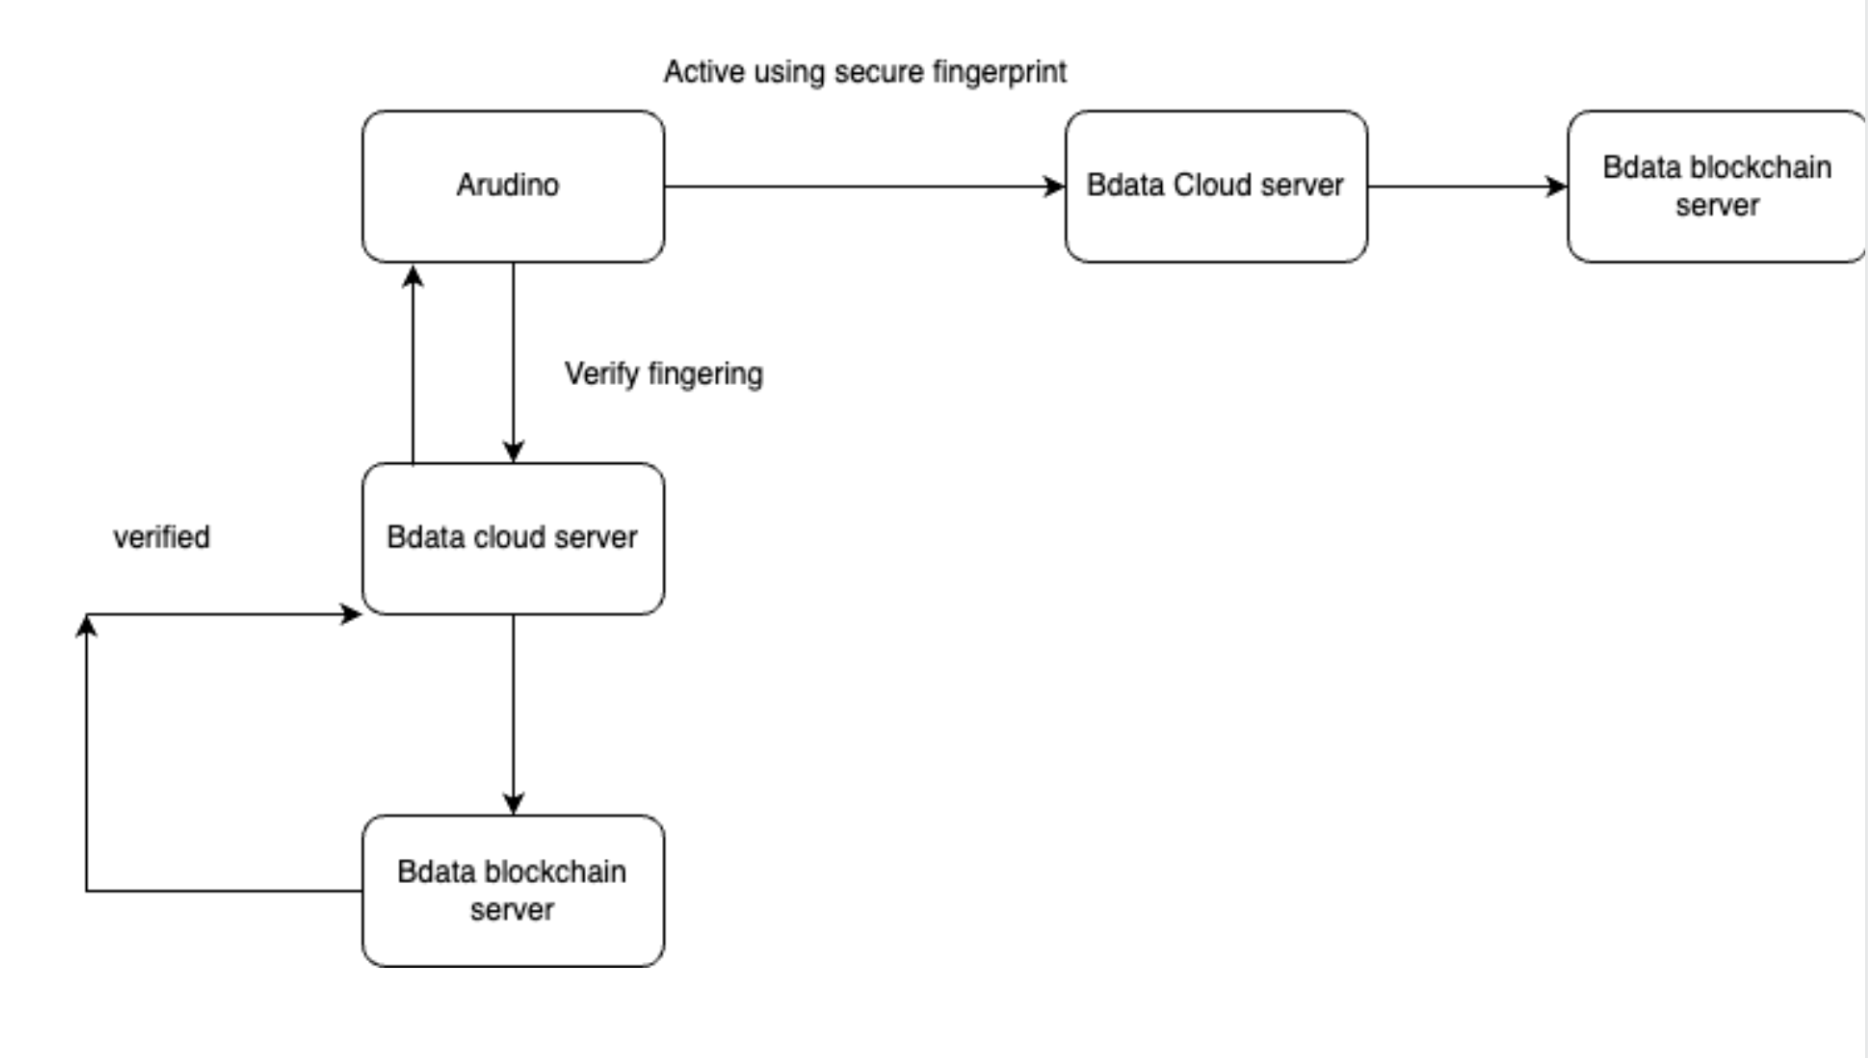 Active using secure fingerprint
Arudino
Bdata Cloud server
Bdata blockchain
server
Verify fingering
verified
Bdata cloud server
Bdata blockchain
server